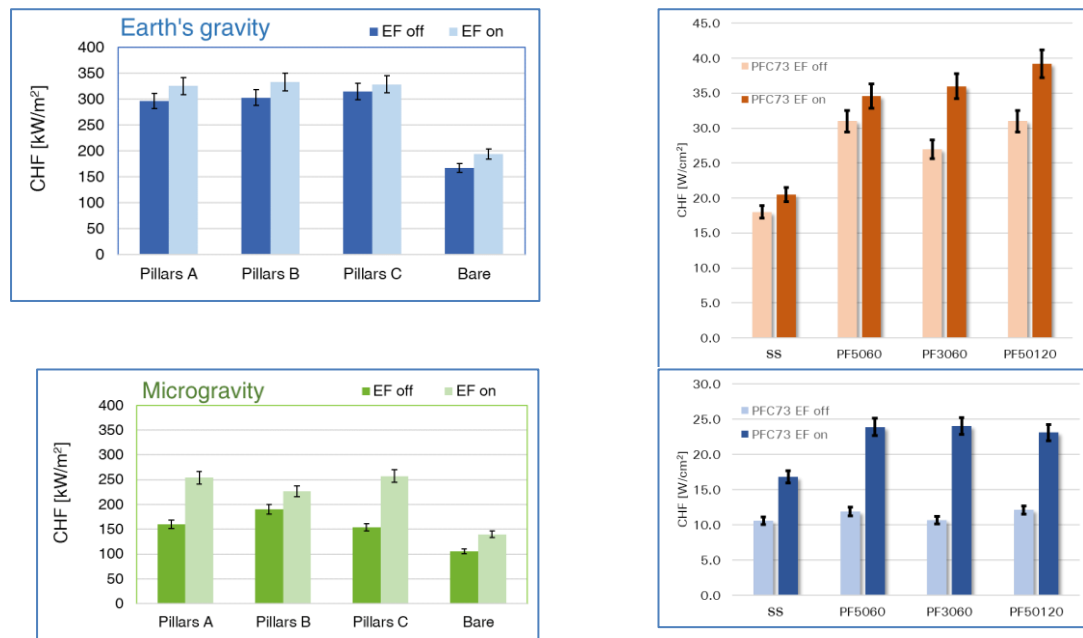 Earth's gravity
EF off EF on
CHF [kW/m²]
400
350
300
250
200
150
100
50
0
Pillars A Pillars B Pillars C Bare
45.0
40.0
35.0
30.0
25.0
20.0
15.0
10.0
5.0
0.0
CHF [W/cm²]
PFC73 EF off
PFC73 EF on
SS PF5060 PF3060 PF50120
Microgravity
EF off EF on
CHF [kW/m²]
400
350
300
250
200
150
100
50
0
Pillars A Pillars B Pillars C Bare
30.0
25.0
20.0
15.0
10.0
5.0
0.0
CHF [W/cm²]
PFC73 EF off
PFC73 EF on
SS PF5060 PF3060 PF50120